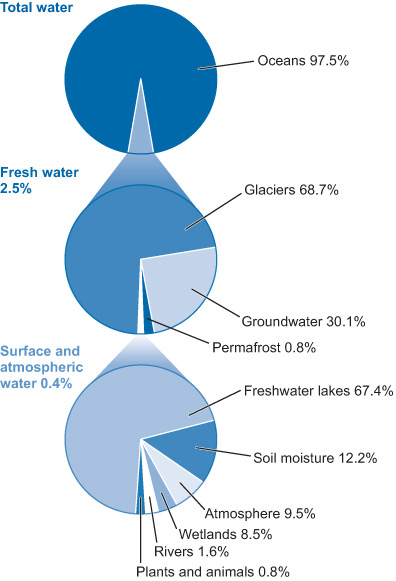 Total water
Oceans 97.5%
Fresh water
2.5%
Glaciers 68.7%
Groundwater 30.1%
Permafrost 0.8%
Surface and
atmospheric
water 0.4%
Freshwater lakes 67.4%
Soil moisture 12.2%
Atmosphere 9.5%
Wetlands 8.5%
Rivers 1.6%
Plants and animals 0.8%